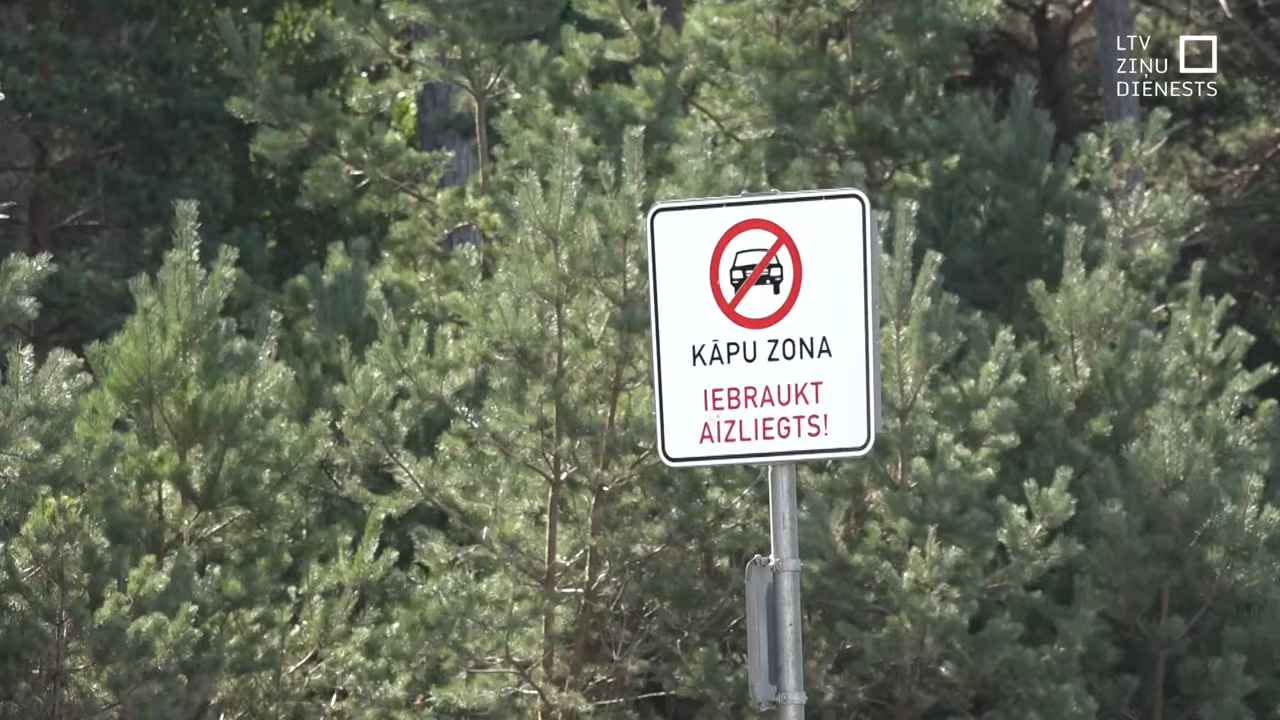 LTV
ZIŅU
DIENESTS
KĀPU ZONA
IEBRAUKT
AIZLIEGTS!